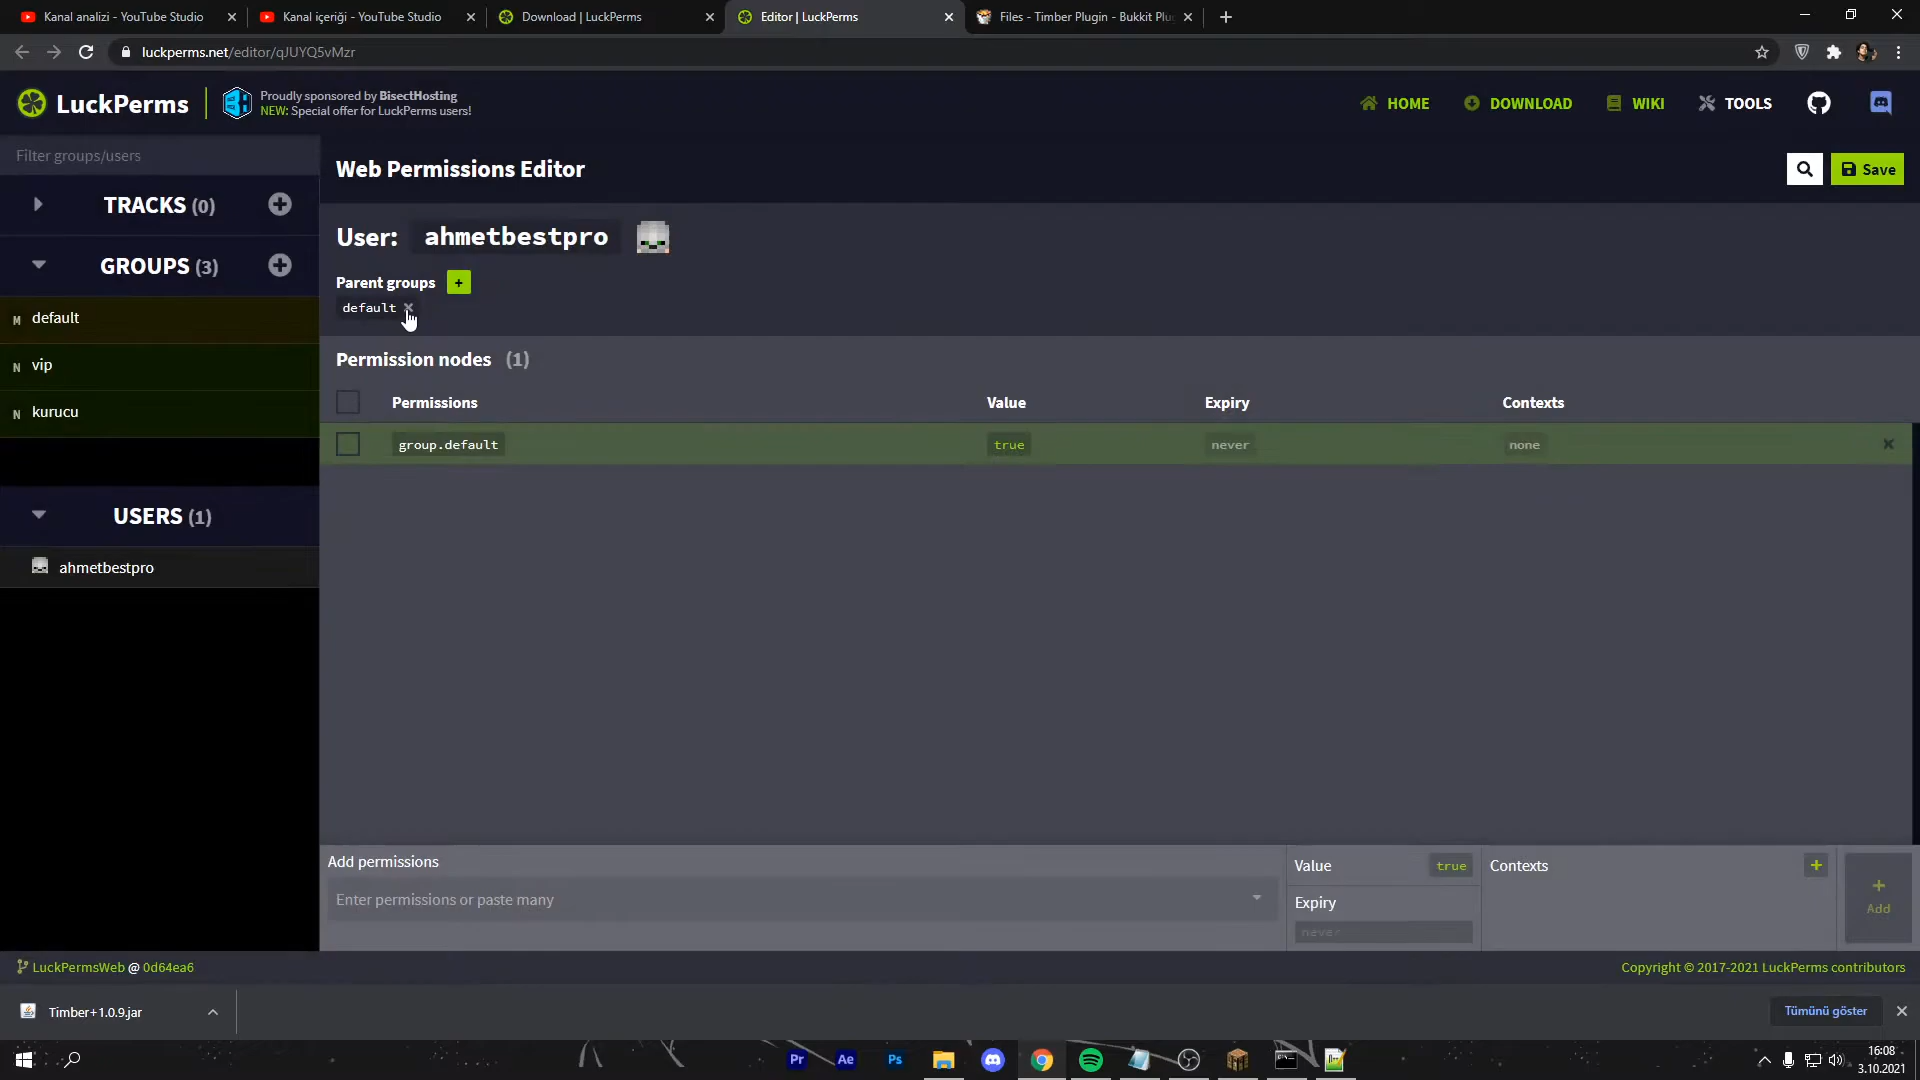 Kanal analizi - YouTube Studio
Kanal içeriği - YouTube Studio
Download | LuckPerms
Editor | LuckPerms
Files - Timber Plugin - Bukkit Plu
luckperms.net/editor/qJUYQ5vMzr
LuckPerms
Proudly sponsored by BisectHosting
NEW: Special offer for LuckPerms users!
HOME
DOWNLOAD
WIKI
TOOLS
Filter groups/users
TRACKS (0)
GROUPS (3)
M default
N vip
N kurucu
USERS (1)
ahmetbestpro
Web Permissions Editor
Save
User: ahmetbestpro
Parent groups +
default ×
Permission nodes (1)
Permissions Value Expiry Contexts
group.default true never none
Add permissions
Enter permissions or paste many
Value true
Expiry
never
Contexts
Add
LuckPermsWeb @ 0d64ea6
Copyright © 2017-2021 LuckPerms contributors
Timber+1.0.9.jar
Tümünü göster
Pr
Ae
Ps
16:08
3.10.2021